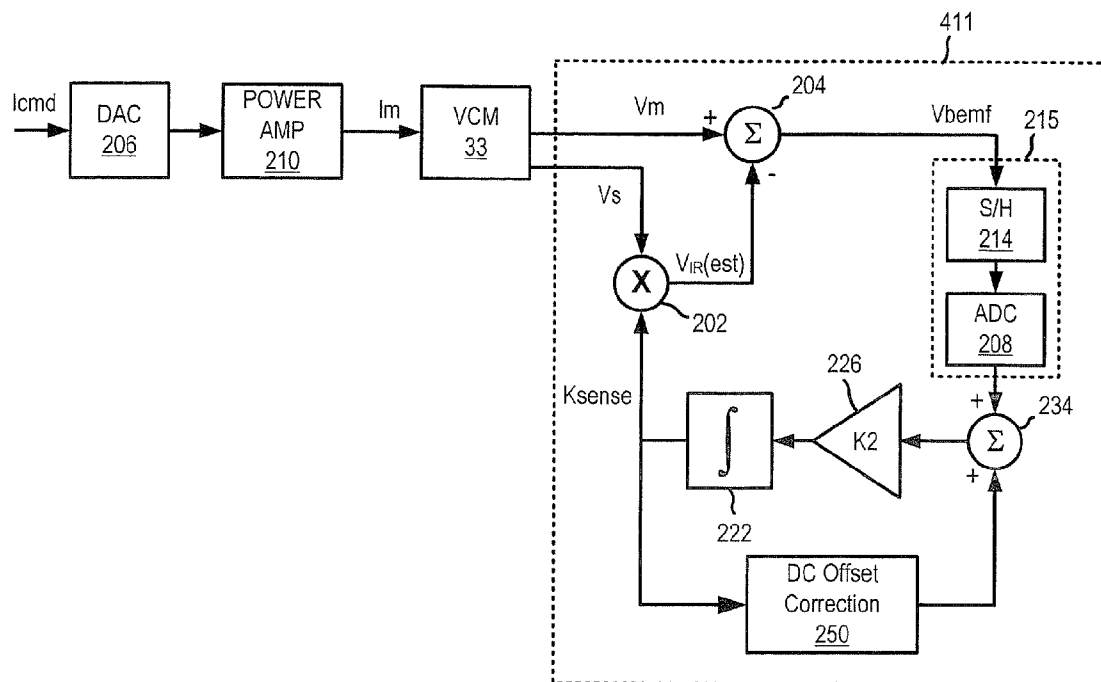 411
Icmd
DAC
206
POWER
AMP
210
Im
VCM
33
Vm
+
Σ
204
-
Vbemf
215
S/H
214
ADC
208
Vs
X
202
VIR(est)
Ksense
∫
222
226
K2
+
Σ
234
+
DC Offset
Correction
250